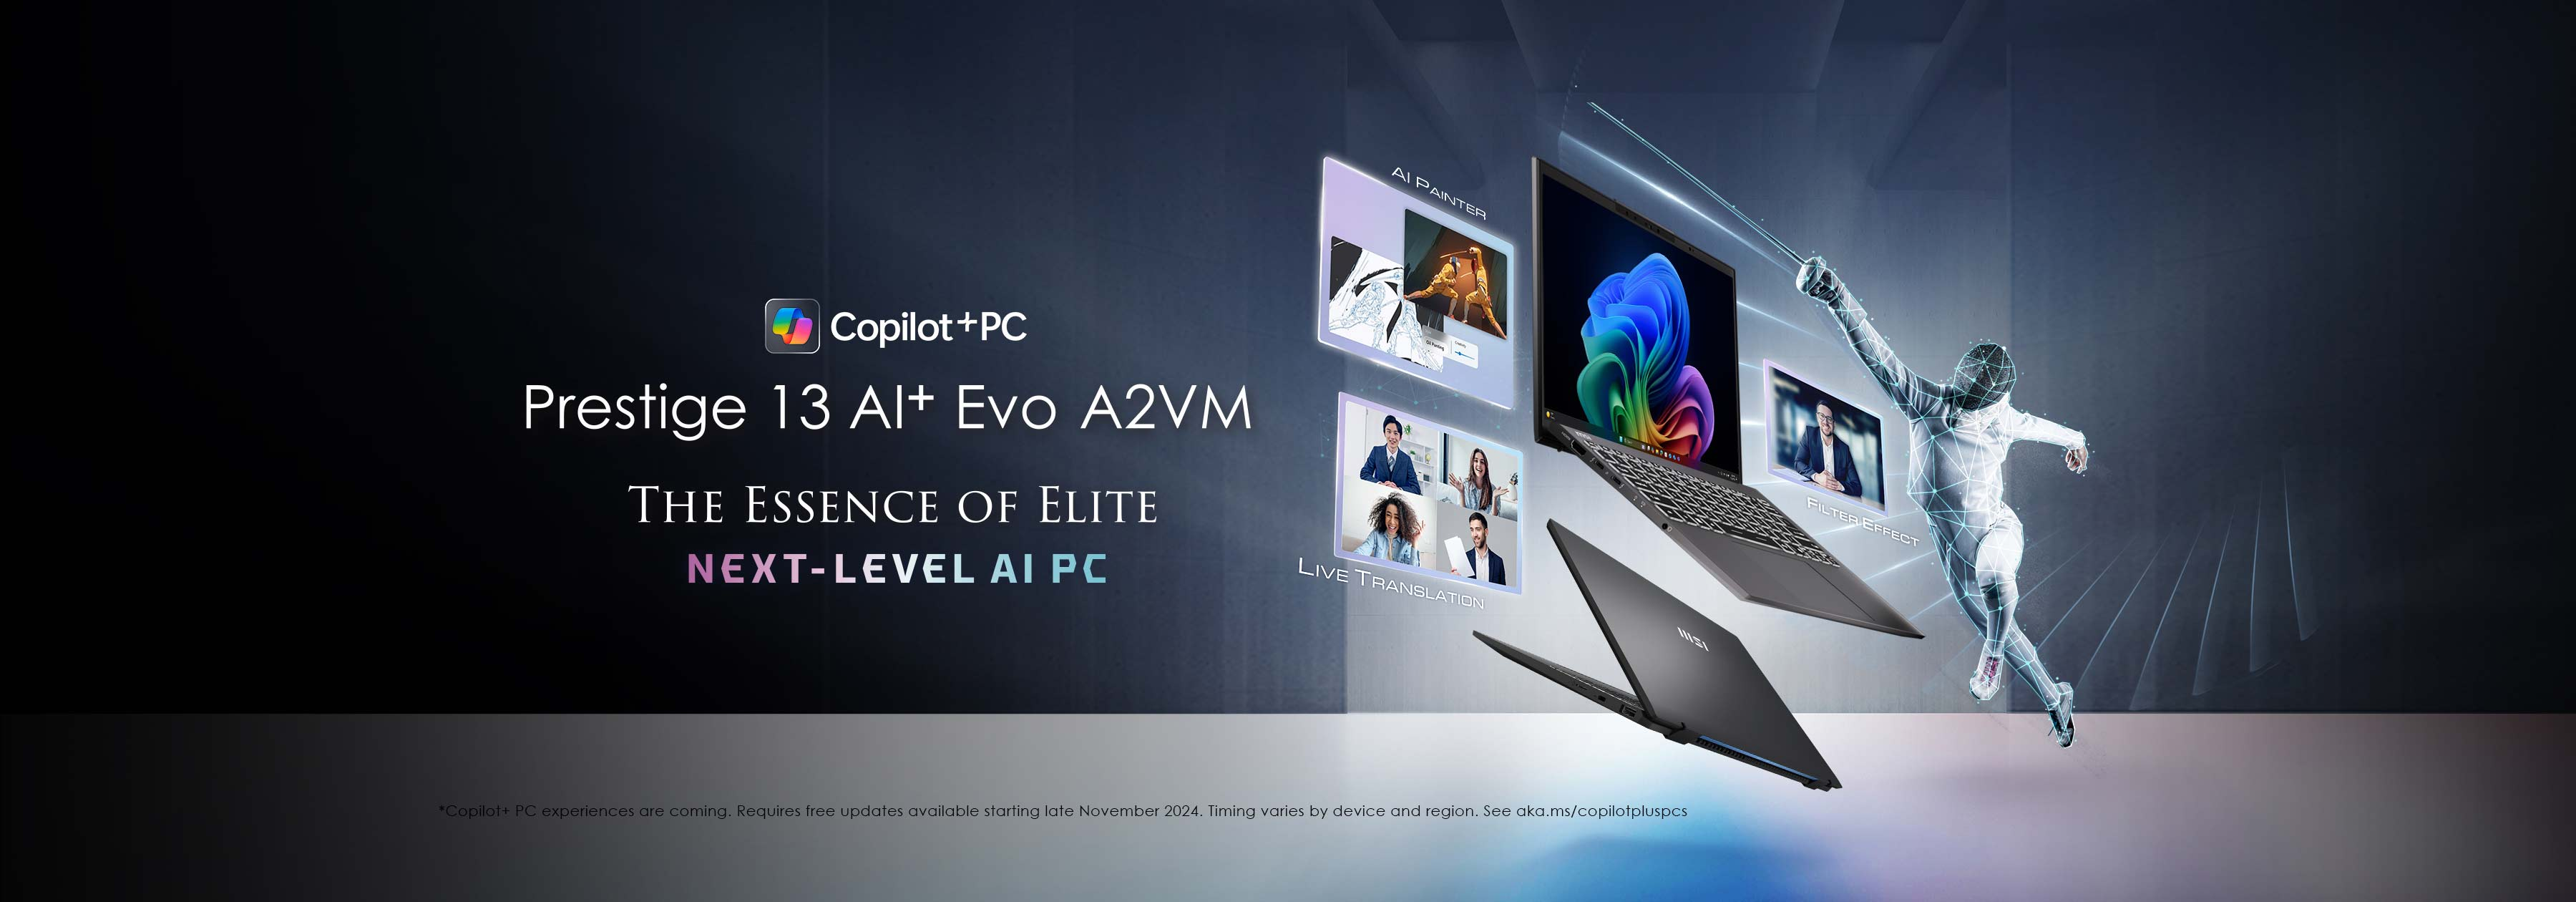 Copilot+PC
Prestige 13 AI+ Evo A2VM
THE ESSENCE OF ELITE
NEXT-LEVEL AI PC
AI PAINTER
LIVE TRANSLATION
FILTER EFFECT
msi
*Copilot+ PC experiences are coming. Requires free updates available starting late November 2024. Timing varies by device and region. See aka.ms/copilotpluspcs